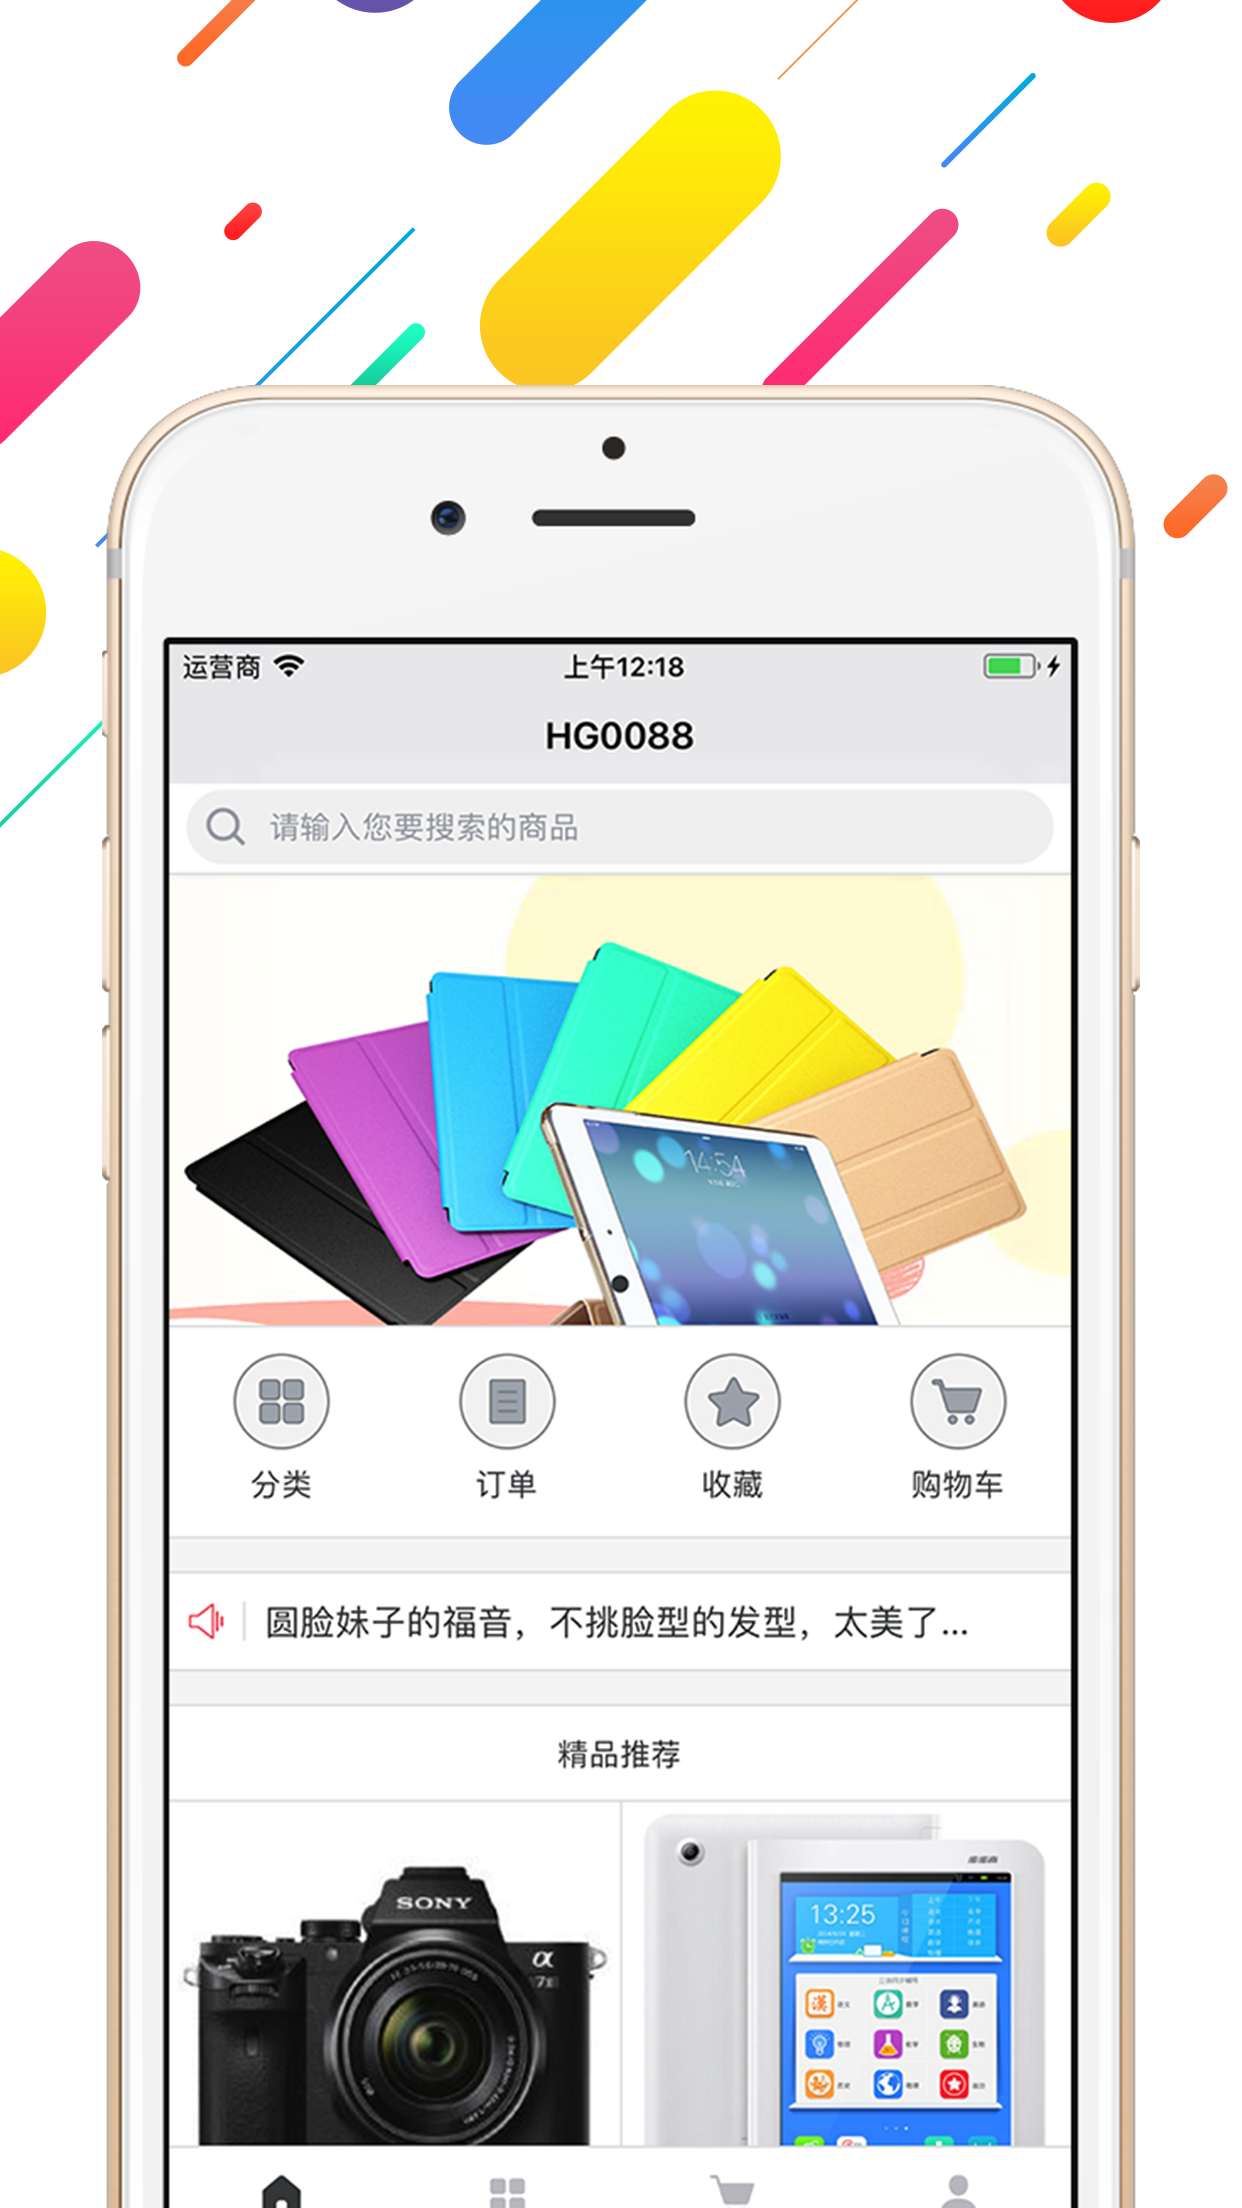 运营商
上午12:18
HG0088
请输入您要搜索的商品
14:54
分类
订单
收藏
购物车
圆脸妹子的福音，不挑脸型的发型，太美了...
精品推荐
SONY
α
7II
13:25
漢